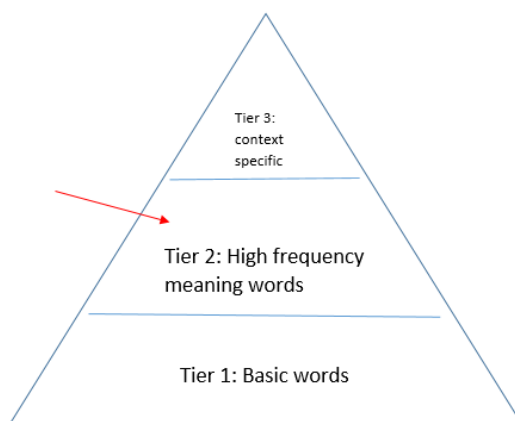 Tier 3:
context
specific
Tier 2: High frequency
meaning words
Tier 1: Basic words